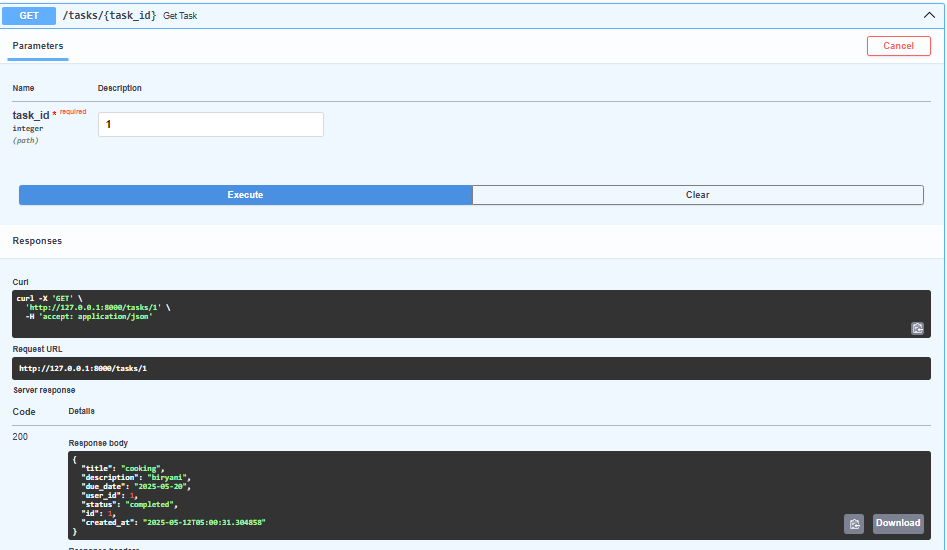 GET /tasks/{task_id} Get Task
Parameters
Cancel
Name Description
task_id * required
integer
(path)
1
Execute
Clear
Responses
Curl
curl -X 'GET' \
'http://127.0.0.1:8000/tasks/1' \
-H 'accept: application/json'
Request URL
http://127.0.0.1:8000/tasks/1
Server response
Code Details
200
Response body
{
"title": "cooking",
"description": "biryani",
"due_date": "2025-05-20",
"user_id": 1,
"status": "completed",
"id": 1,
"created_at": "2025-05-12T05:00:31.304858"
}
Download
Response headers